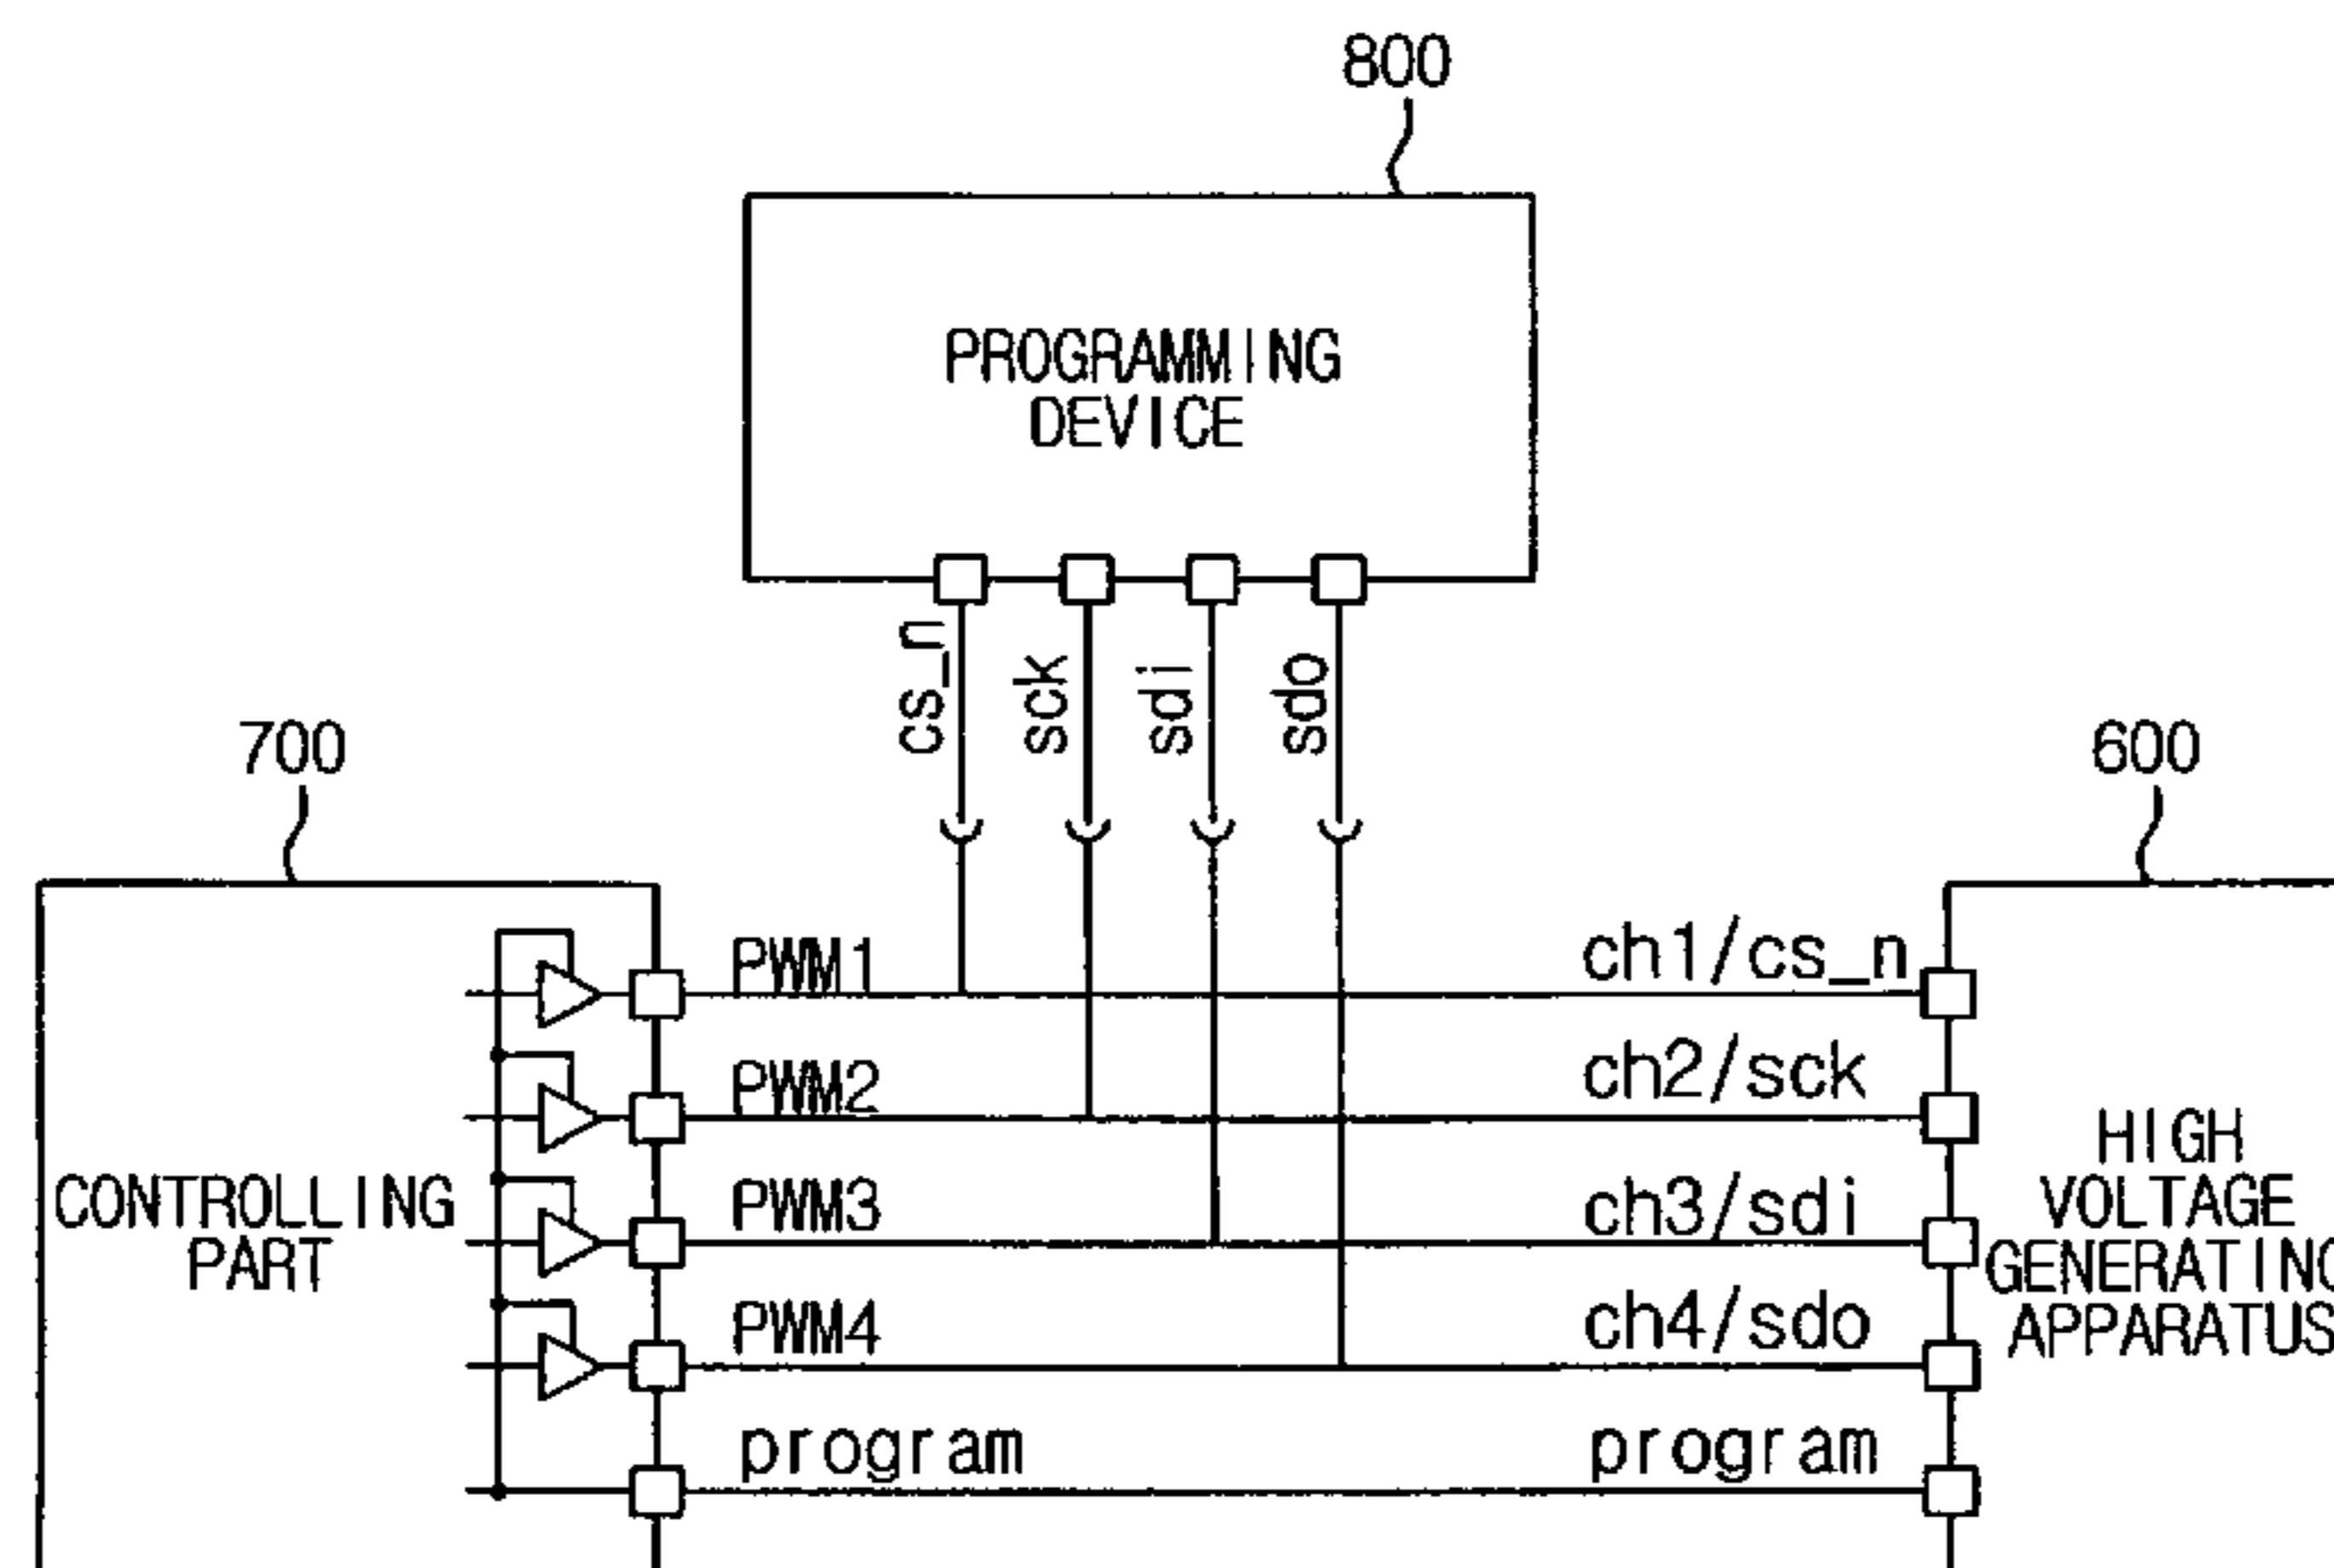 800
PROGRAMMING
DEVICE
cs_n
sck
sdi
sdo
700
600
PWM1
ch1/cs_n
PWM2
ch2/sck
CONTROLLING
PART
PWM3
ch3/sdi
HIGH
VOLTAGE
GENERATING
APPARATUS
PWM4
ch4/sdo
program
program